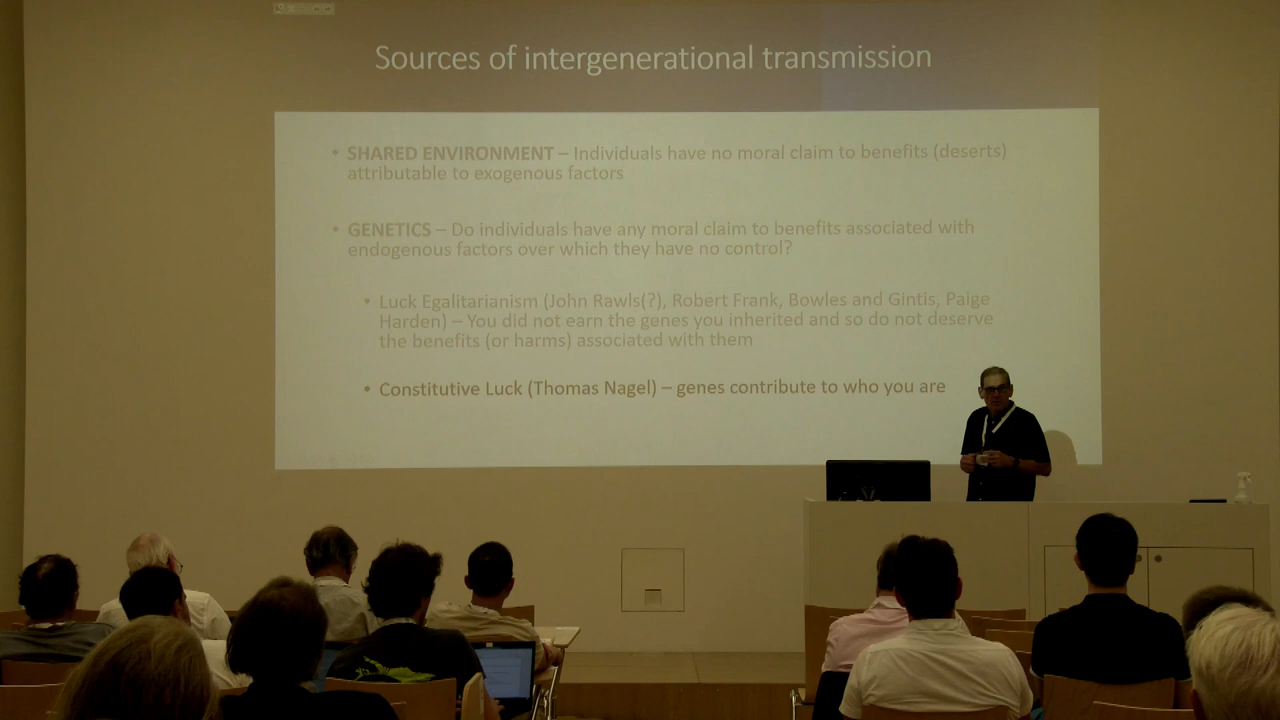 Sources of intergenerational transmission
• SHARED ENVIRONMENT – Individuals have no moral claim to benefits (deserts)
attributable to exogenous factors
• GENETICS – Do individuals have any moral claim to benefits associated with
endogenous factors over which they have no control?
• Luck Egalitarianism (John Rawls(?), Robert Frank, Bowles and Gintis, Paige
Harden) – You did not earn the genes you inherited and so do not deserve
the benefits (or harms) associated with them
• Constitutive Luck (Thomas Nagel) – genes contribute to who you are